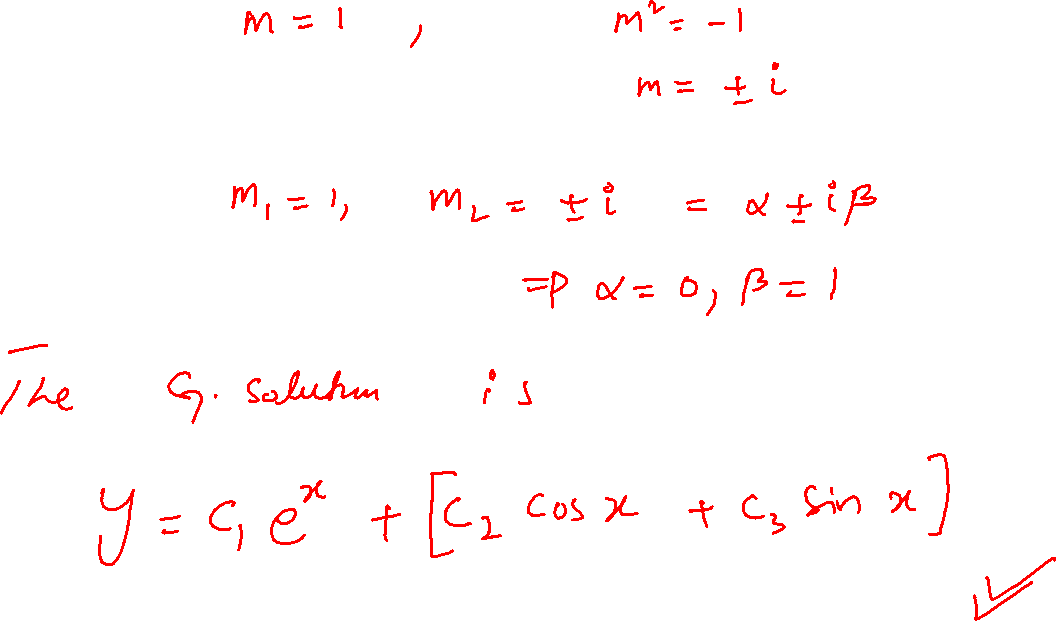 m = 1 , m² = -1
m = ± i
m₁ = 1, m₂ = ± i = α ± iβ
⇒ α = 0, β = 1
The G. solution is
y = C₁ eˣ + [C₂ cos x + C₃ sin x]